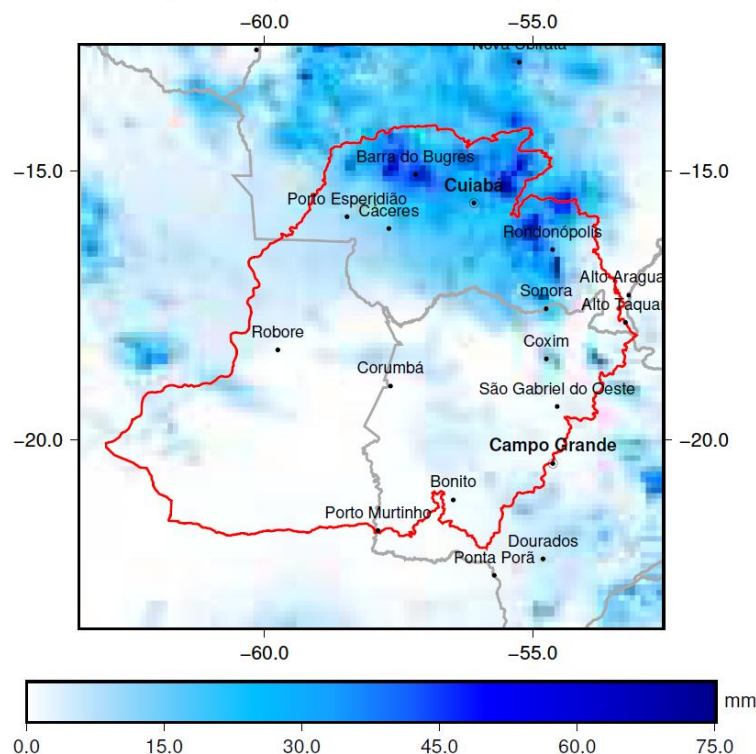 −60.0 −55.0
Nova Ubiratã
−15.0 −15.0
Barra do Bugres
Cuiabá
Porto Esperidião
Cáceres
Rondonópolis
Alto Aragua
Sonora
Alto Taquar
Robore
Coxim
Corumbá
São Gabriel do Oeste
−20.0 −20.0
Campo Grande
Bonito
Porto Murtinho
Dourados
Ponta Porã
−60.0 −55.0
mm
0.0 15.0 30.0 45.0 60.0 75.0